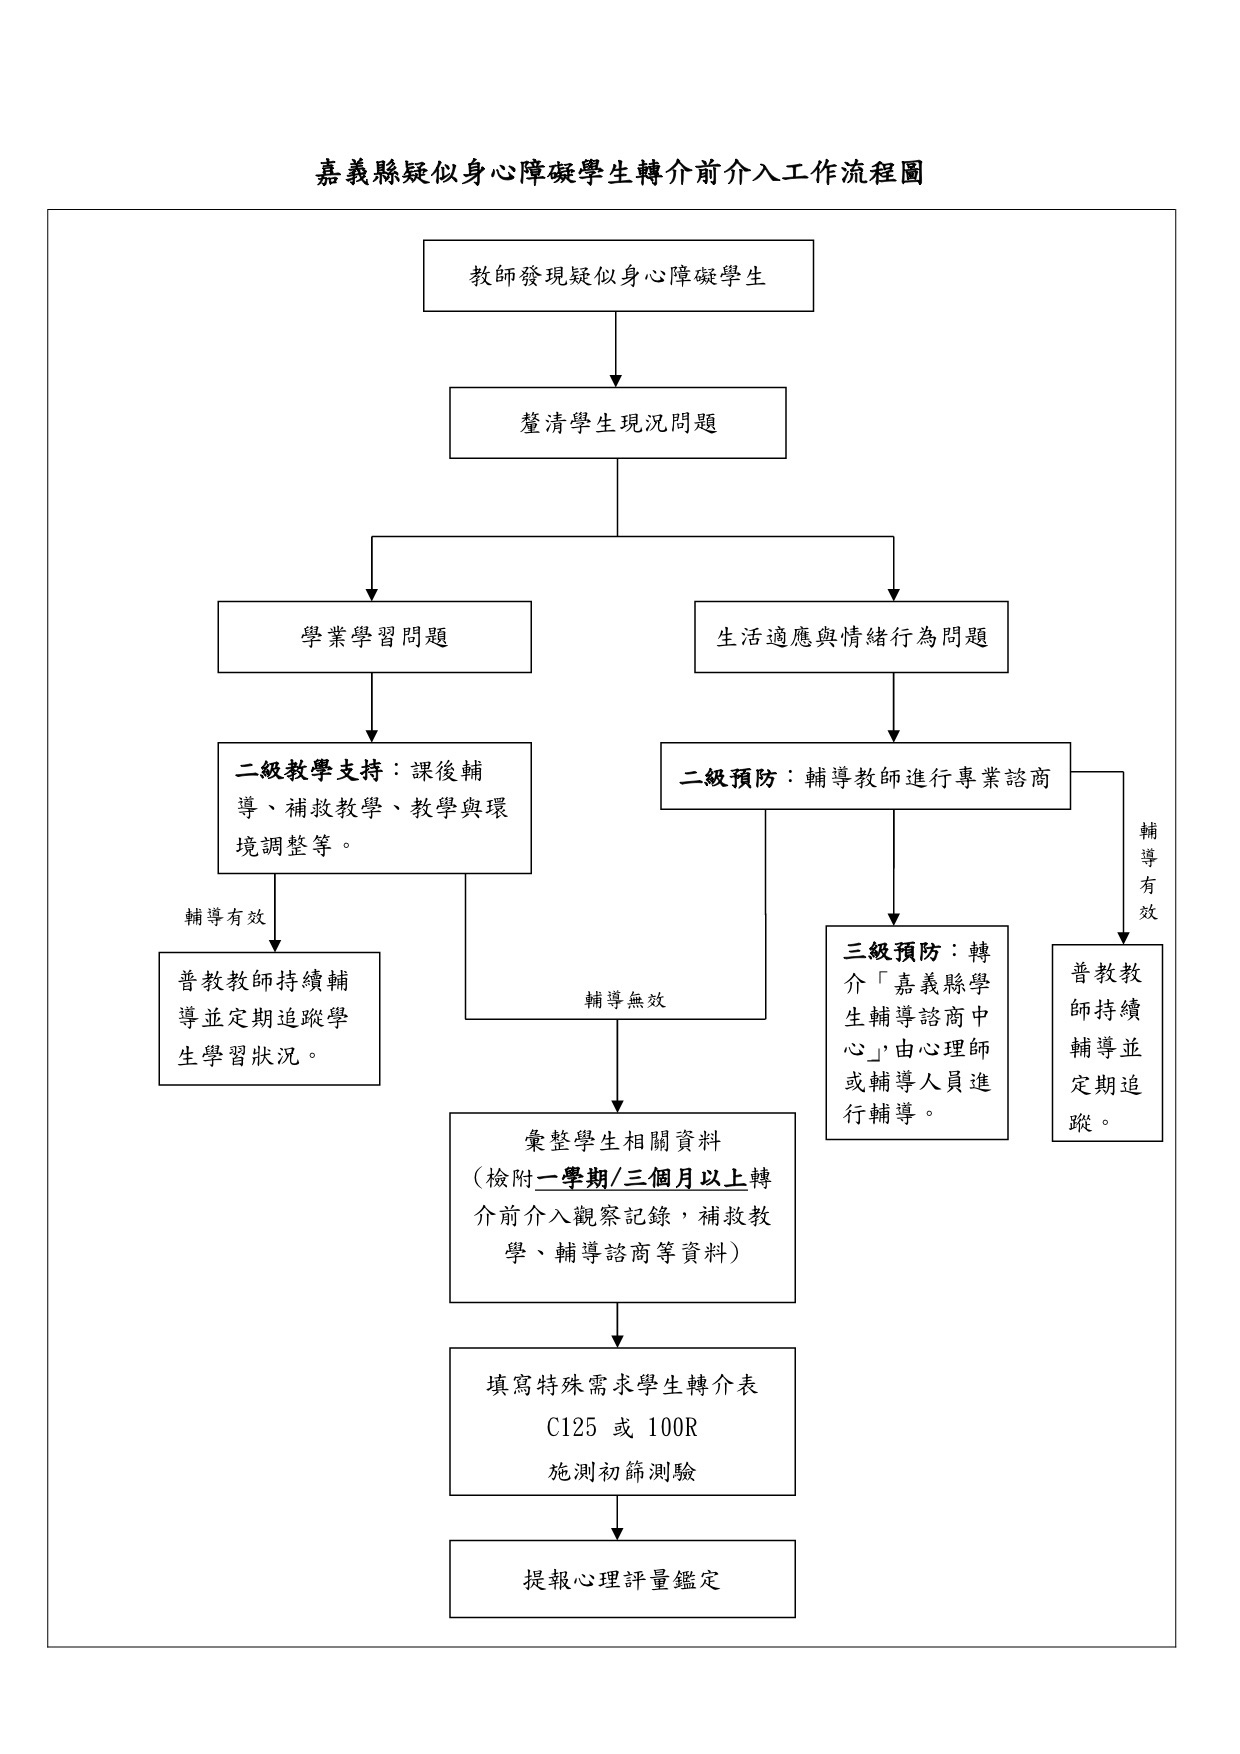 嘉義縣疑似身心障礙學生轉介前介入工作流程圖
教師發現疑似身心障礙學生
釐清學生現況問題
學業學習問題
生活適應與情緒行為問題
二級教學支持：課後輔
導、補救教學、教學與環
境調整等。
二級預防：輔導教師進行專業諮商
輔導有效
普教教師持續輔
導並定期追蹤學
生學習狀況。
輔導無效
三級預防：轉
介「嘉義縣學
生輔導諮商中
心」，由心理師
或輔導人員進
行輔導。
輔
導
有
效
普教教
師持續
輔導並
定期追
蹤。
彙整學生相關資料
（檢附一學期/三個月以上轉
介前介入觀察記錄，補救教
學、輔導諮商等資料）
填寫特殊需求學生轉介表
C125 或 100R
施測初篩測驗
提報心理評量鑑定